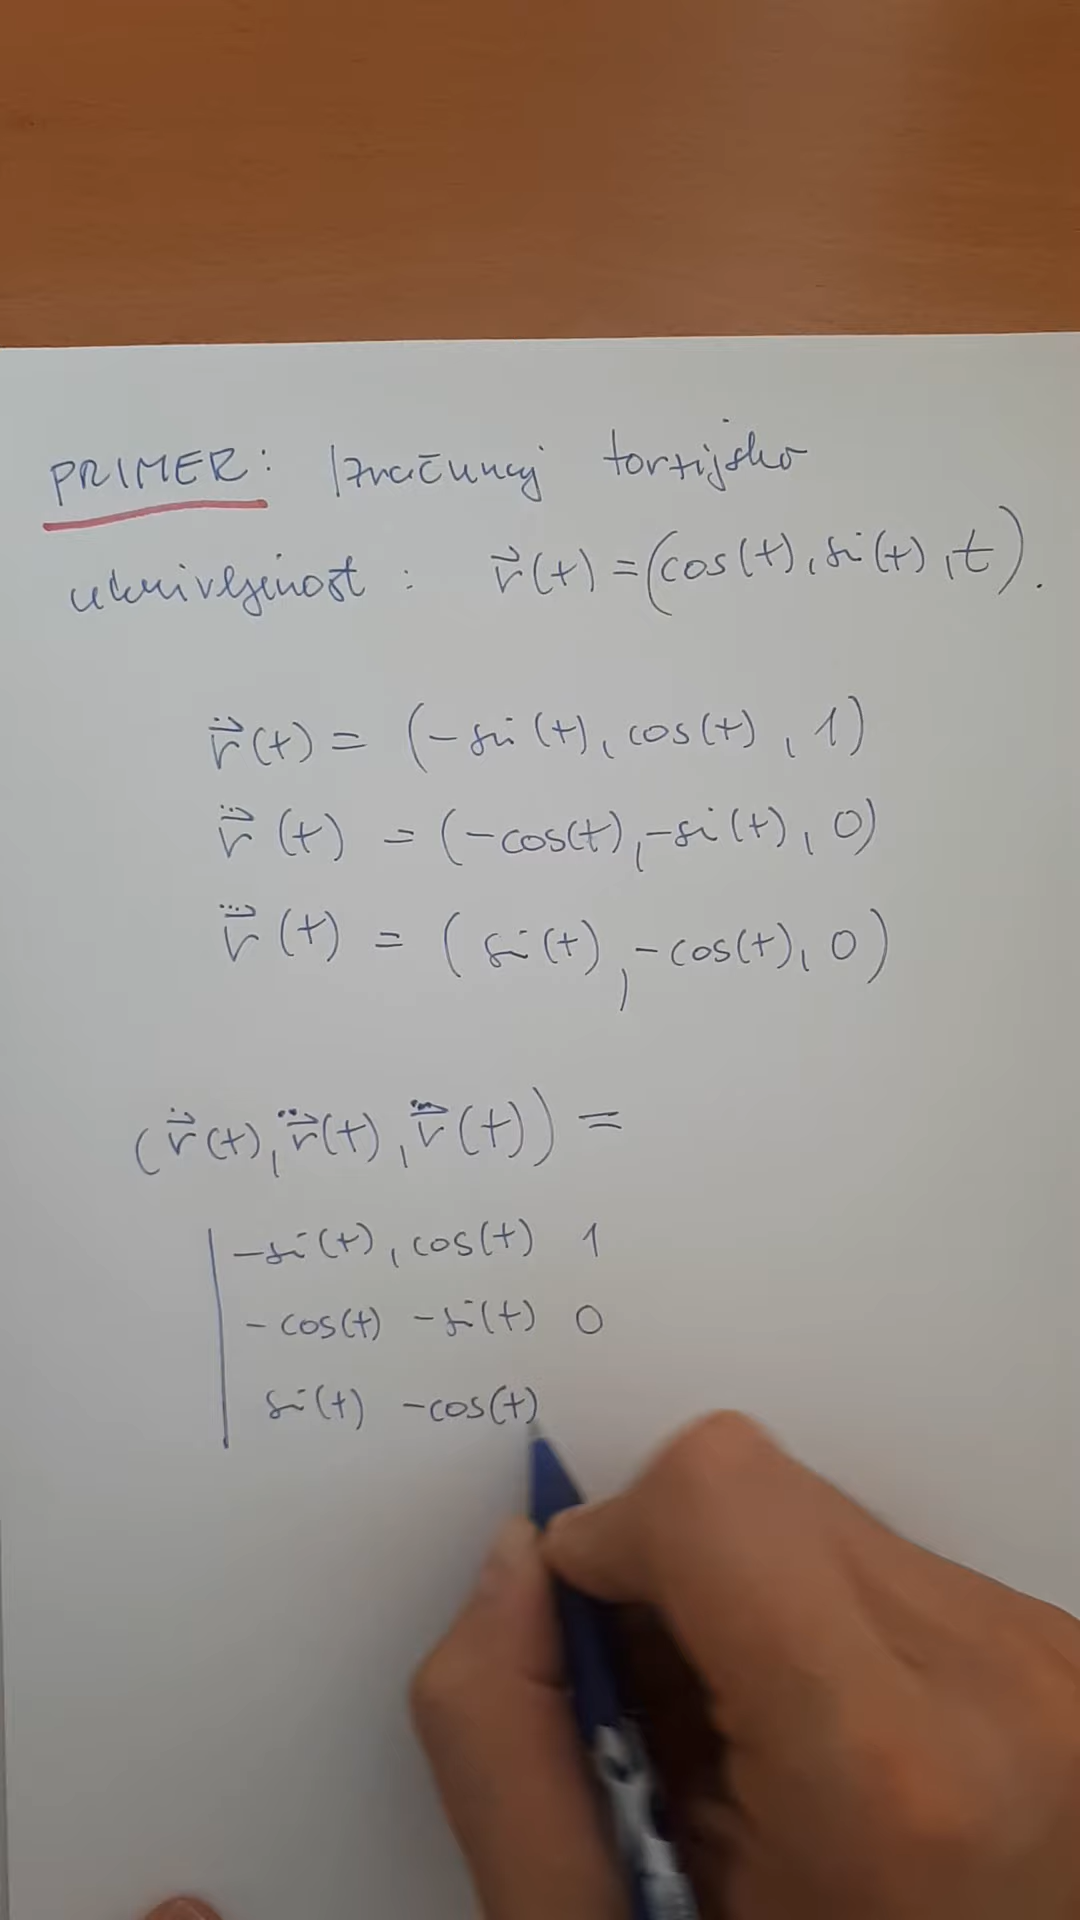 PRIMER: Izračunaj torzijsko
ukrivljenost : r⃗(t) = (cos(t), sin(t), t).
ṙ⃗(t) = (-sin(t), cos(t), 1)
r̈⃗(t) = (-cos(t), -sin(t), 0)
r⃛⃗(t) = (sin(t), -cos(t), 0)
(ṙ⃗(t), r̈⃗(t), r⃛⃗(t)) =
| -sin(t), cos(t) 1
-cos(t) -sin(t) 0
sin(t) -cos(t)